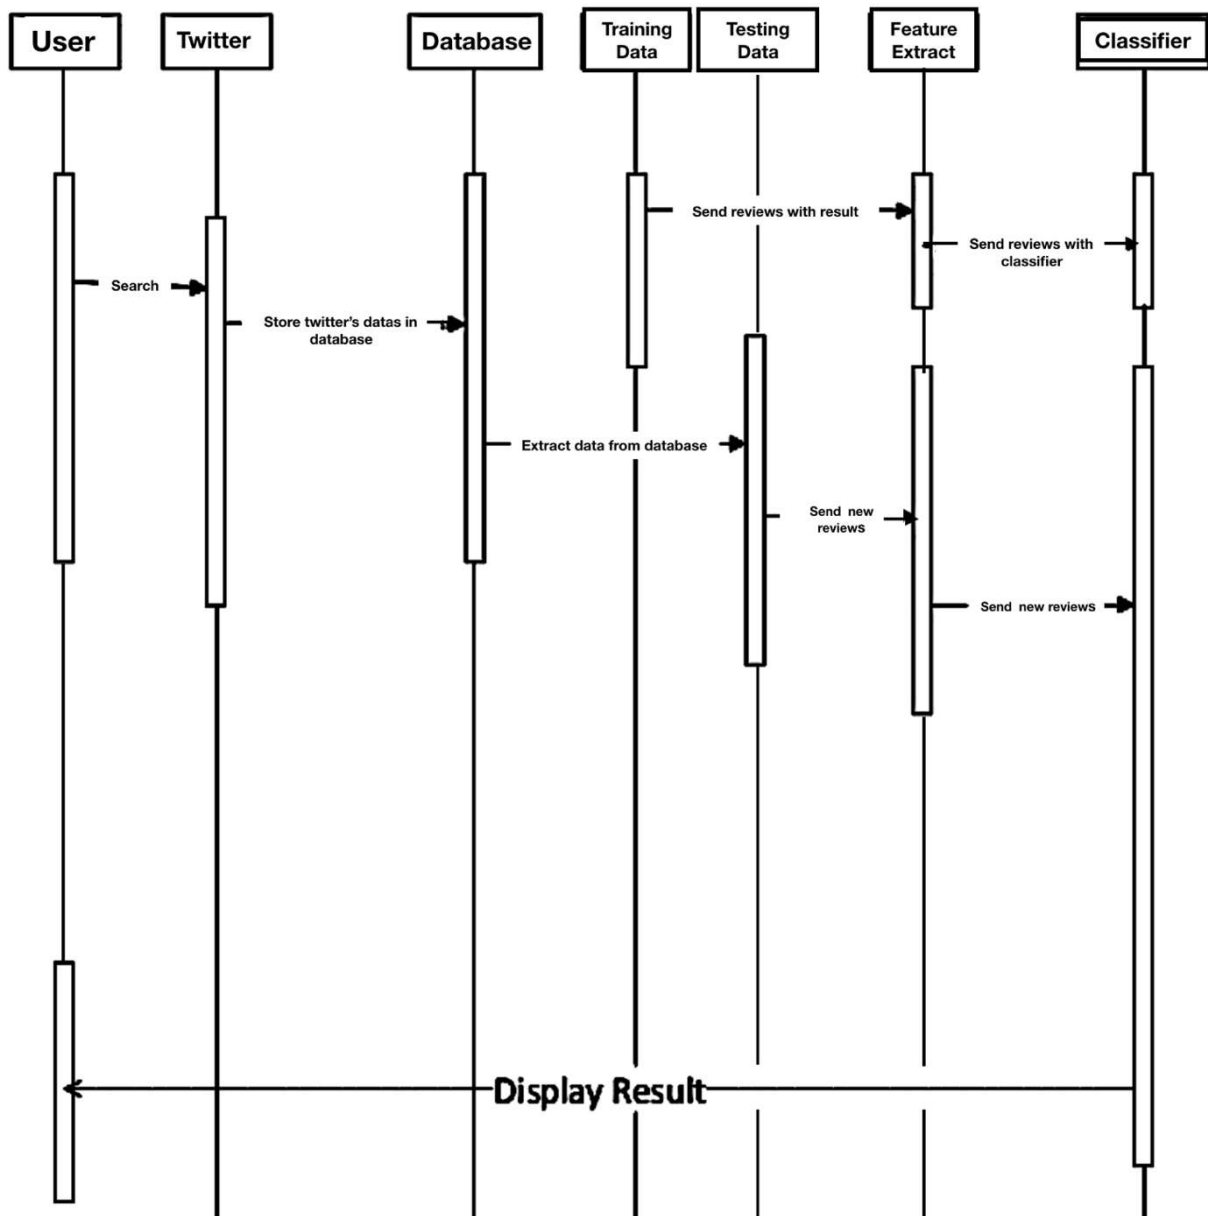 User
Twitter
Database
Training
Data
Testing
Data
Feature
Extract
Classifier
Send reviews with result
Send reviews with
classifier
Search
Store twitter's datas in
database
Extract data from database
Send new
reviews
Send new reviews
Display Result